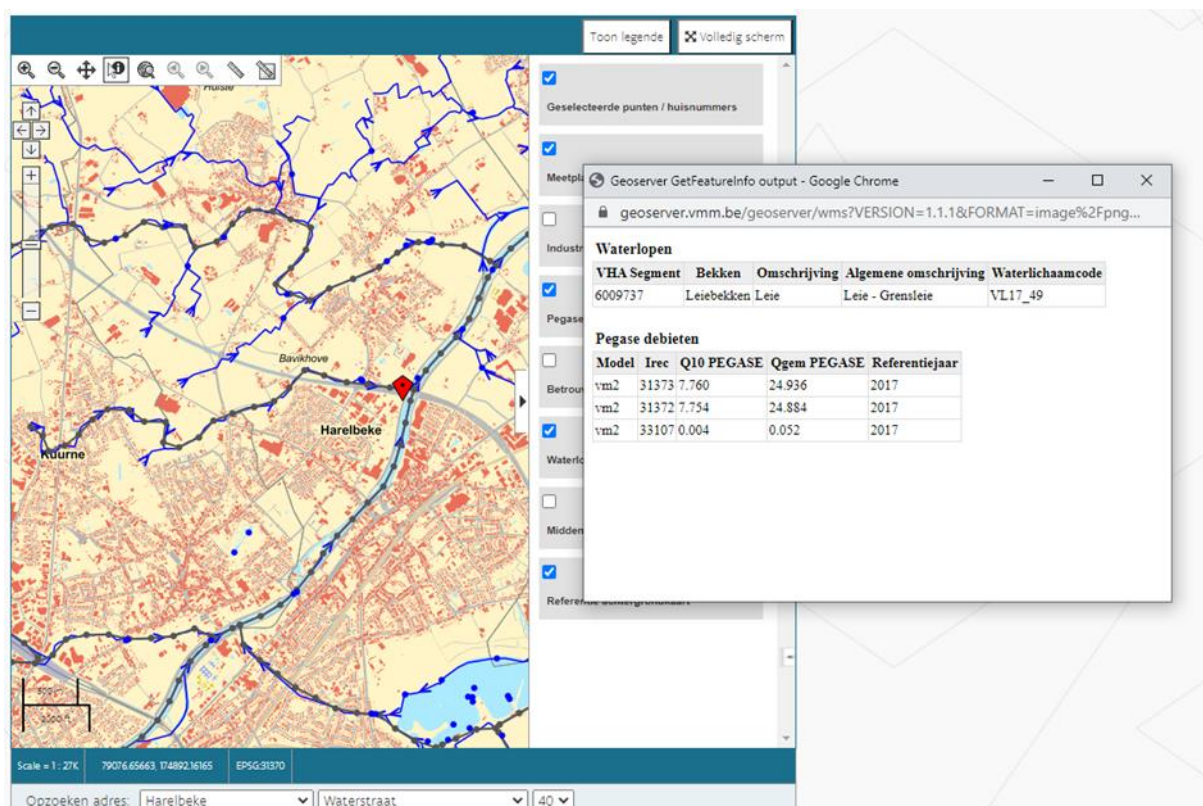 Toon legende
Volledig scherm
Hulste
Geselecteerde punten / huisnummers
Bavikhove
Harelbeke
Kuurne
Industr
Pegase
Betrouw
Midden
Geoserver GetFeatureInfo output - Google Chrome
geoserver.vmm.be/geoserver/wms?VERSION=1.1.1&FORMAT=image%2Fpng...
Waterlopen
VHA Segment Bekken Omschrijving Algemene omschrijving Waterlichaamcode
6009737 Leiebekken Leie Leie - Grensleie VL17_49
Pegase debieten
Model Irec Q10 PEGASE Qgem PEGASE Referentiejaar
vm2 31373 7.760 24.936 2017
vm2 31372 7.754 24.884 2017
vm2 33107 0.004 0.052 2017
Scale = 1 : 27K 79076.65663, 174892.16165 EPSG:31370
Opzoeken adres: Harelbeke Waterstraat 40